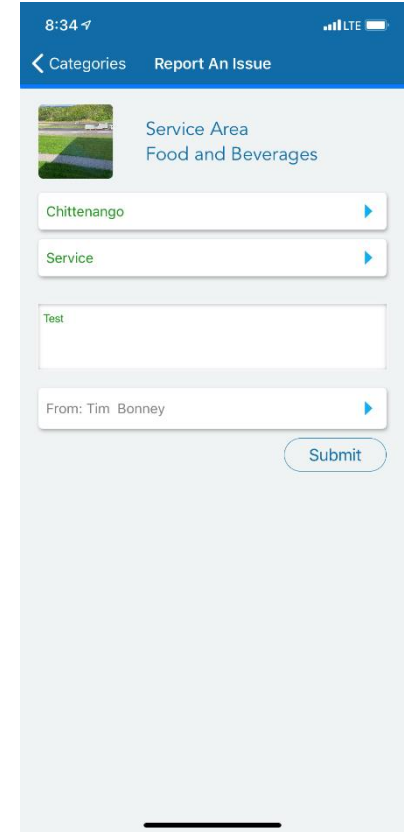 8:34 LTE
Categories Report An Issue
Service Area
Food and Beverages
Chittenango
Service
Test
From: Tim Bonney
Submit